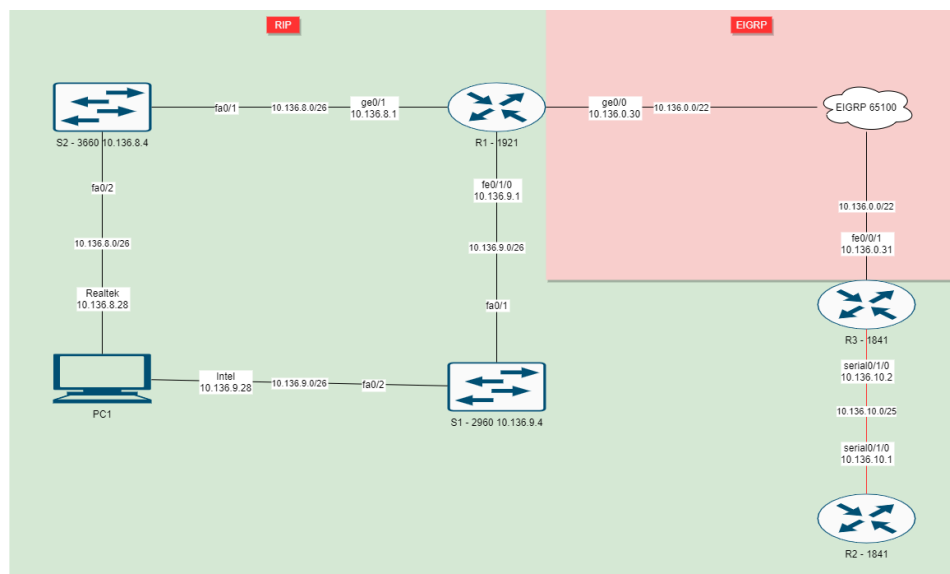 RIP
EIGRP
fa0/1
10.136.8.0/26
ge0/1
10.136.8.1
ge0/0
10.136.0.30
10.136.0.0/22
EIGRP 65100
S2 - 3660 10.136.8.4
R1 - 1921
fa0/2
fe0/1/0
10.136.9.1
10.136.0.0/22
10.136.8.0/26
10.136.9.0/26
fe0/0/1
10.136.0.31
Realtek
10.136.8.28
fa0/1
R3 - 1841
serial0/1/0
10.136.10.2
Intel
10.136.9.28
10.136.9.0/26
fa0/2
PC1
S1 - 2960 10.136.9.4
10.136.10.0/25
serial0/1/0
10.136.10.1
R2 - 1841